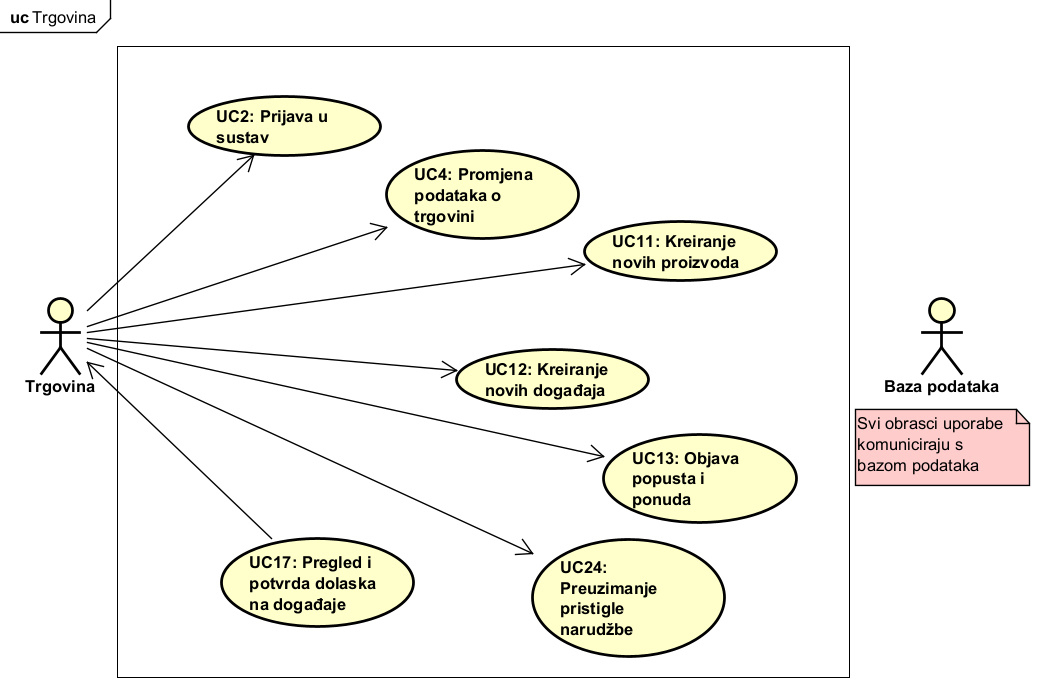 uc Trgovina
UC2: Prijava u
sustav
UC4: Promjena
podataka o
trgovini
UC11: Kreiranje
novih proizvoda
Trgovina
Baza podataka
UC12: Kreiranje
novih događaja
Svi obrasci uporabe
komuniciraju s
bazom podataka
UC13: Objava
popusta i
ponuda
UC17: Pregled i
potvrda dolaska
na događaje
UC24:
Preuzimanje
pristigle
narudžbe